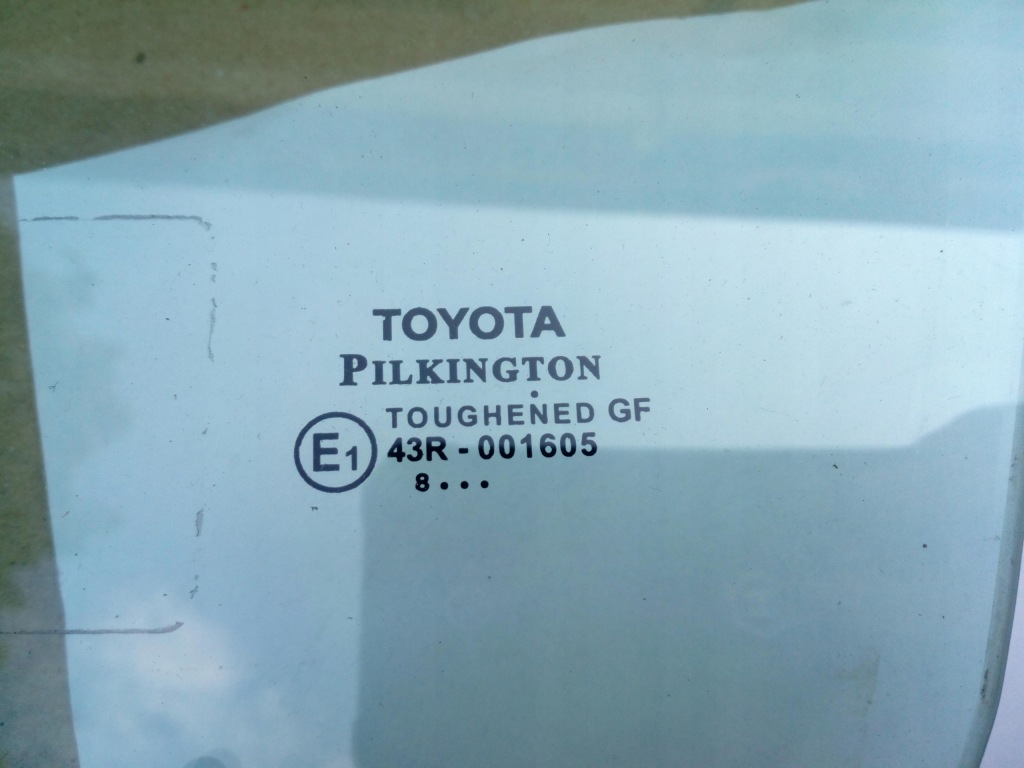 TOYOTA
PILKINGTON
TOUGHENED GF
E1 43R - 001605
8...